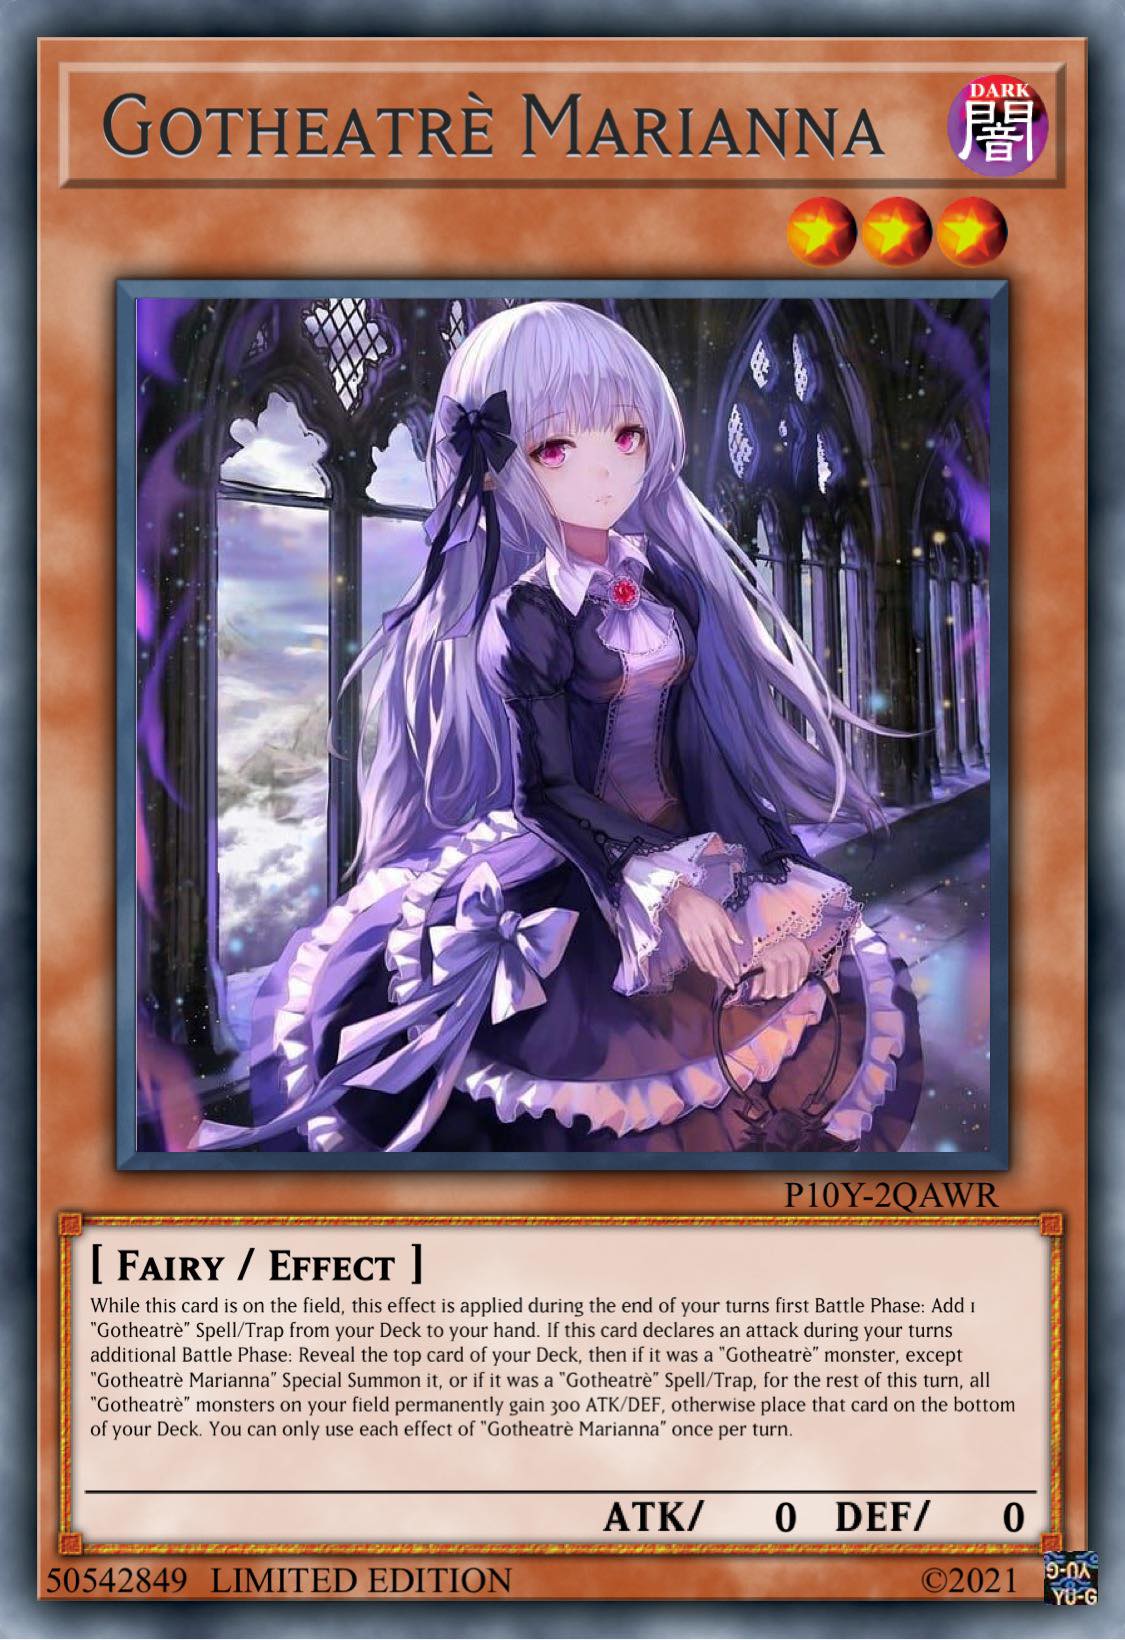 Gotheatrè Marianna
DARK
闇
P10Y-2QAWR
[ Fairy / Effect ]
While this card is on the field, this effect is applied during the end of your turns first Battle Phase: Add 1
"Gotheatrè" Spell/Trap from your Deck to your hand. If this card declares an attack during your turns
additional Battle Phase: Reveal the top card of your Deck, then if it was a "Gotheatrè" monster, except
"Gotheatrè Marianna" Special Summon it, or if it was a "Gotheatrè" Spell/Trap, for the rest of this turn, all
"Gotheatrè" monsters on your field permanently gain 300 ATK/DEF, otherwise place that card on the bottom
of your Deck. You can only use each effect of "Gotheatrè Marianna" once per turn.
ATK/ 0 DEF/ 0
50542849 LIMITED EDITION ©2021
YU-G
YU-G